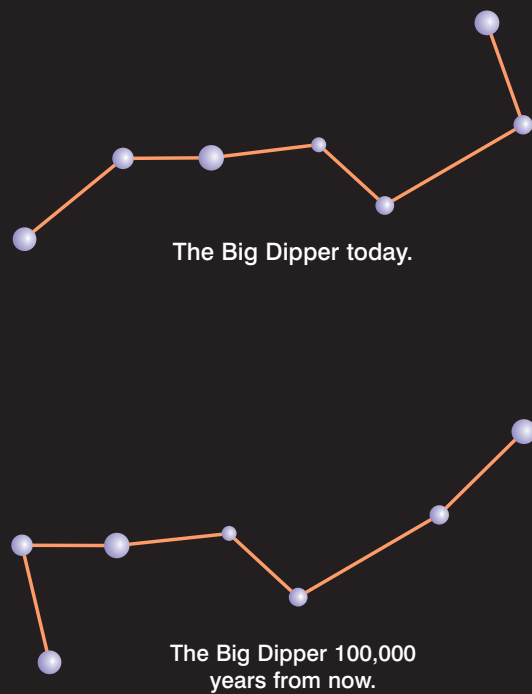 The Big Dipper today.
The Big Dipper 100,000
years from now.